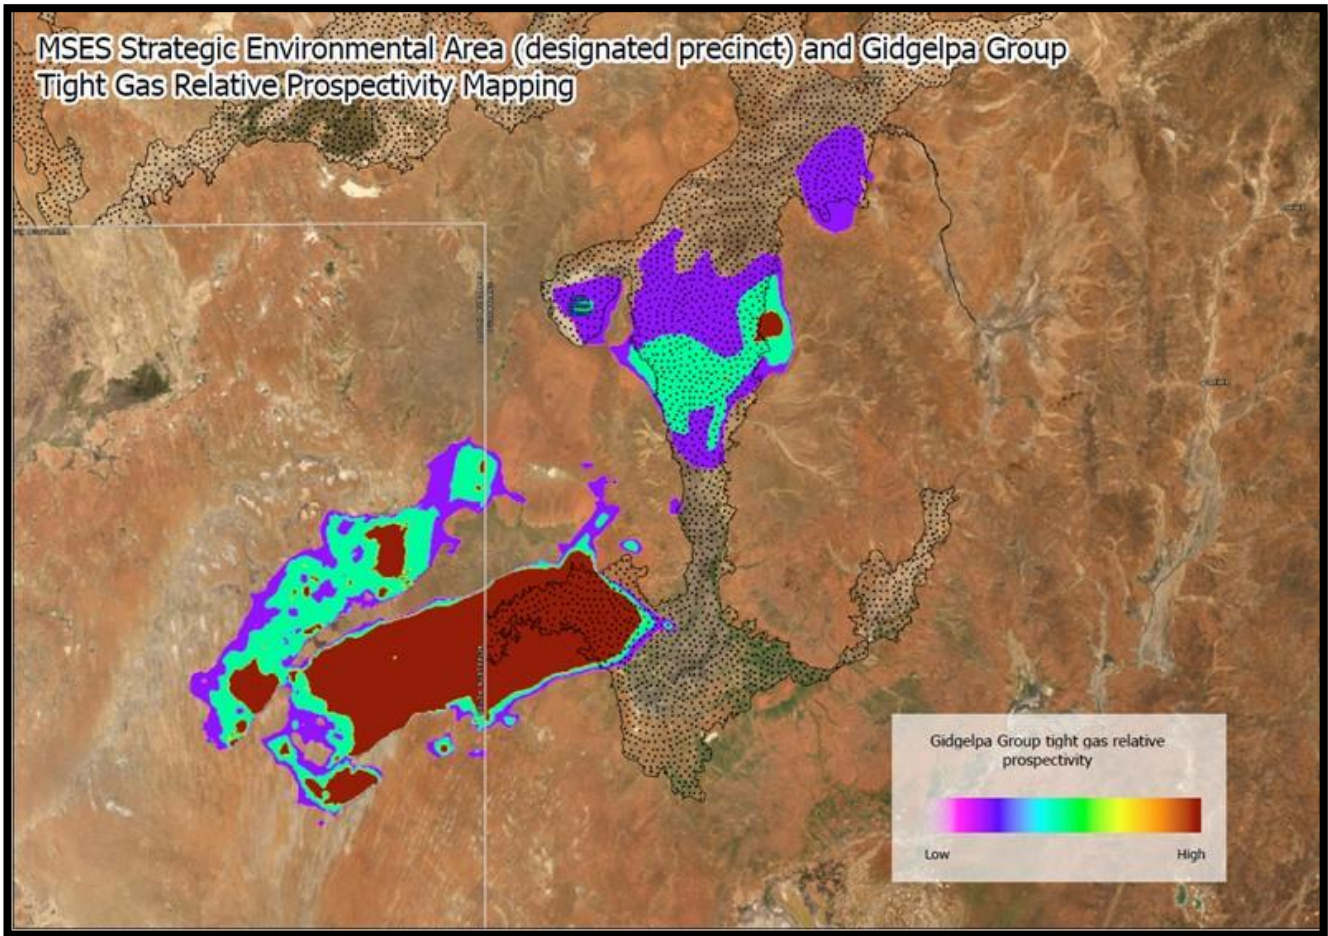 MSES Strategic Environmental Area (designated precinct) and Gidgelpa Group
Tight Gas Relative Prospectivity Mapping
Gidgelpa Group tight gas relative
prospectivity
Low
High